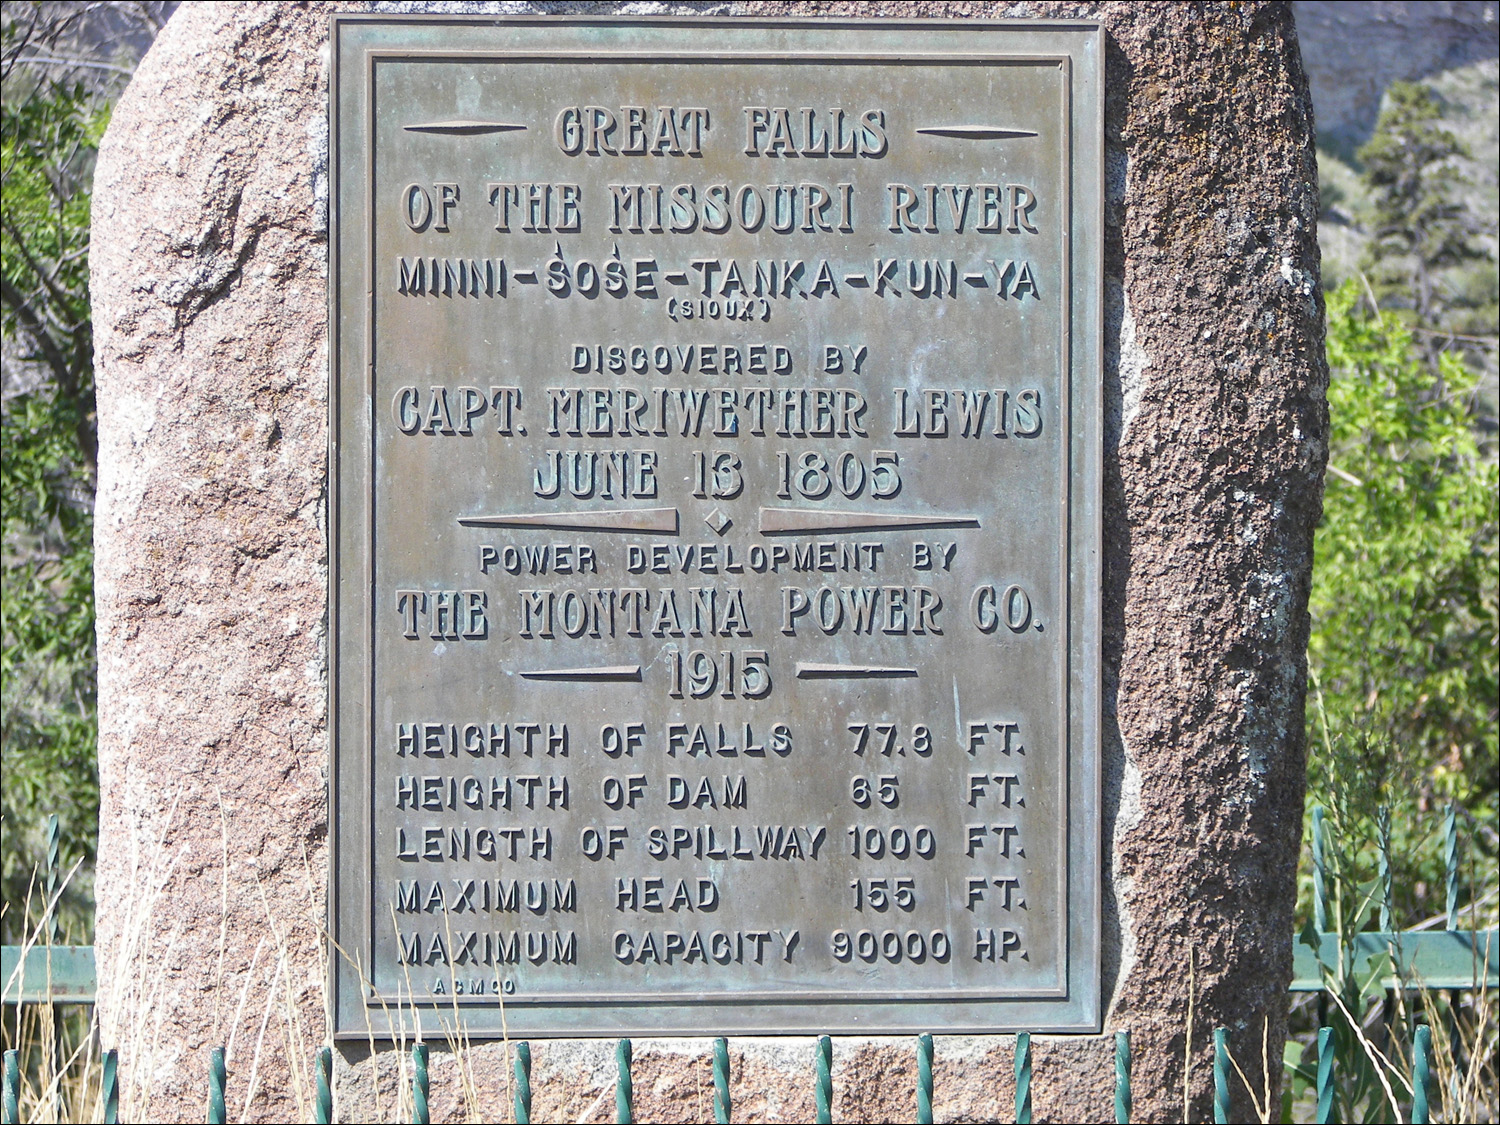 GREAT FALLS
OF THE MISSOURI RIVER
MINNI-ṠOṠE-TANKA-KUN-YA
(SIOUX)
DISCOVERED BY
CAPT. MERIWETHER LEWIS
JUNE 13 1805
POWER DEVELOPMENT BY
THE MONTANA POWER CO.
1915
HEIGHTH OF FALLS 77.8 FT.
HEIGHTH OF DAM 65 FT.
LENGTH OF SPILLWAY 1000 FT.
MAXIMUM HEAD 155 FT.
MAXIMUM CAPACITY 90000 HP.
A C M CO